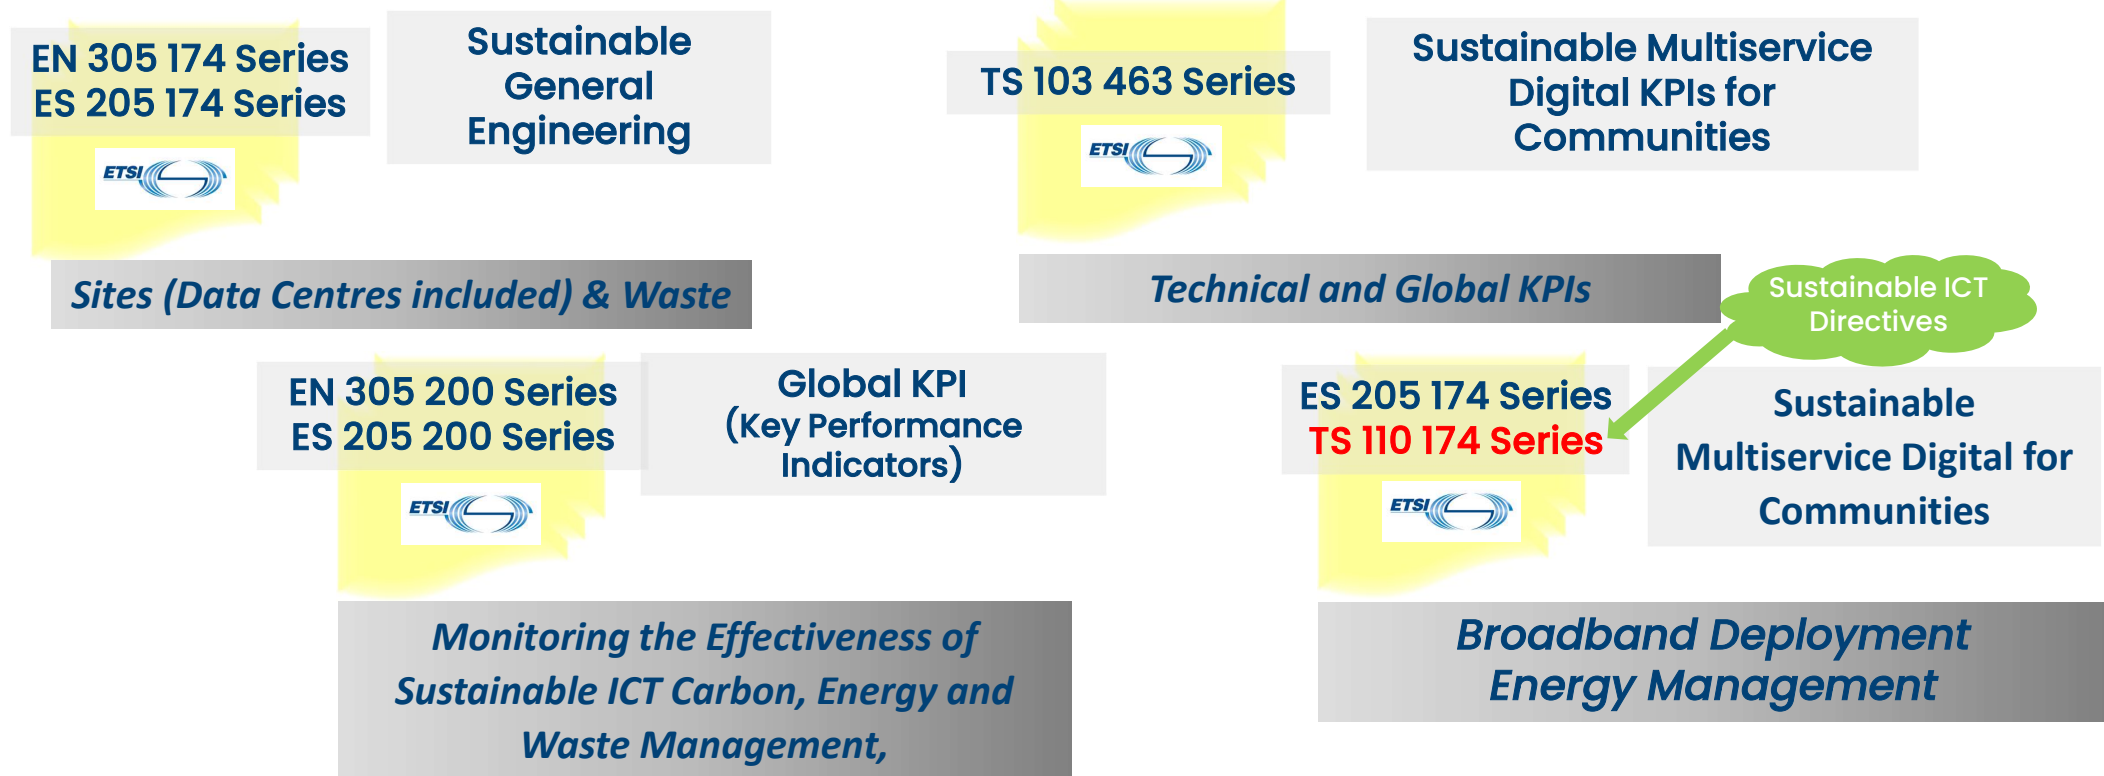 EN 305 174 Series
ES 205 174 Series
Sustainable
General
Engineering
ETSI
Sites (Data Centres included) & Waste
TS 103 463 Series
Sustainable Multiservice
Digital KPIs for
Communities
ETSI
Technical and Global KPIs
Sustainable ICT
Directives
EN 305 200 Series
ES 205 200 Series
Global KPI
(Key Performance
Indicators)
ETSI
Monitoring the Effectiveness of
Sustainable ICT Carbon, Energy and
Waste Management,
ES 205 174 Series
TS 110 174 Series
Sustainable
Multiservice Digital for
Communities
ETSI
Broadband Deployment
Energy Management